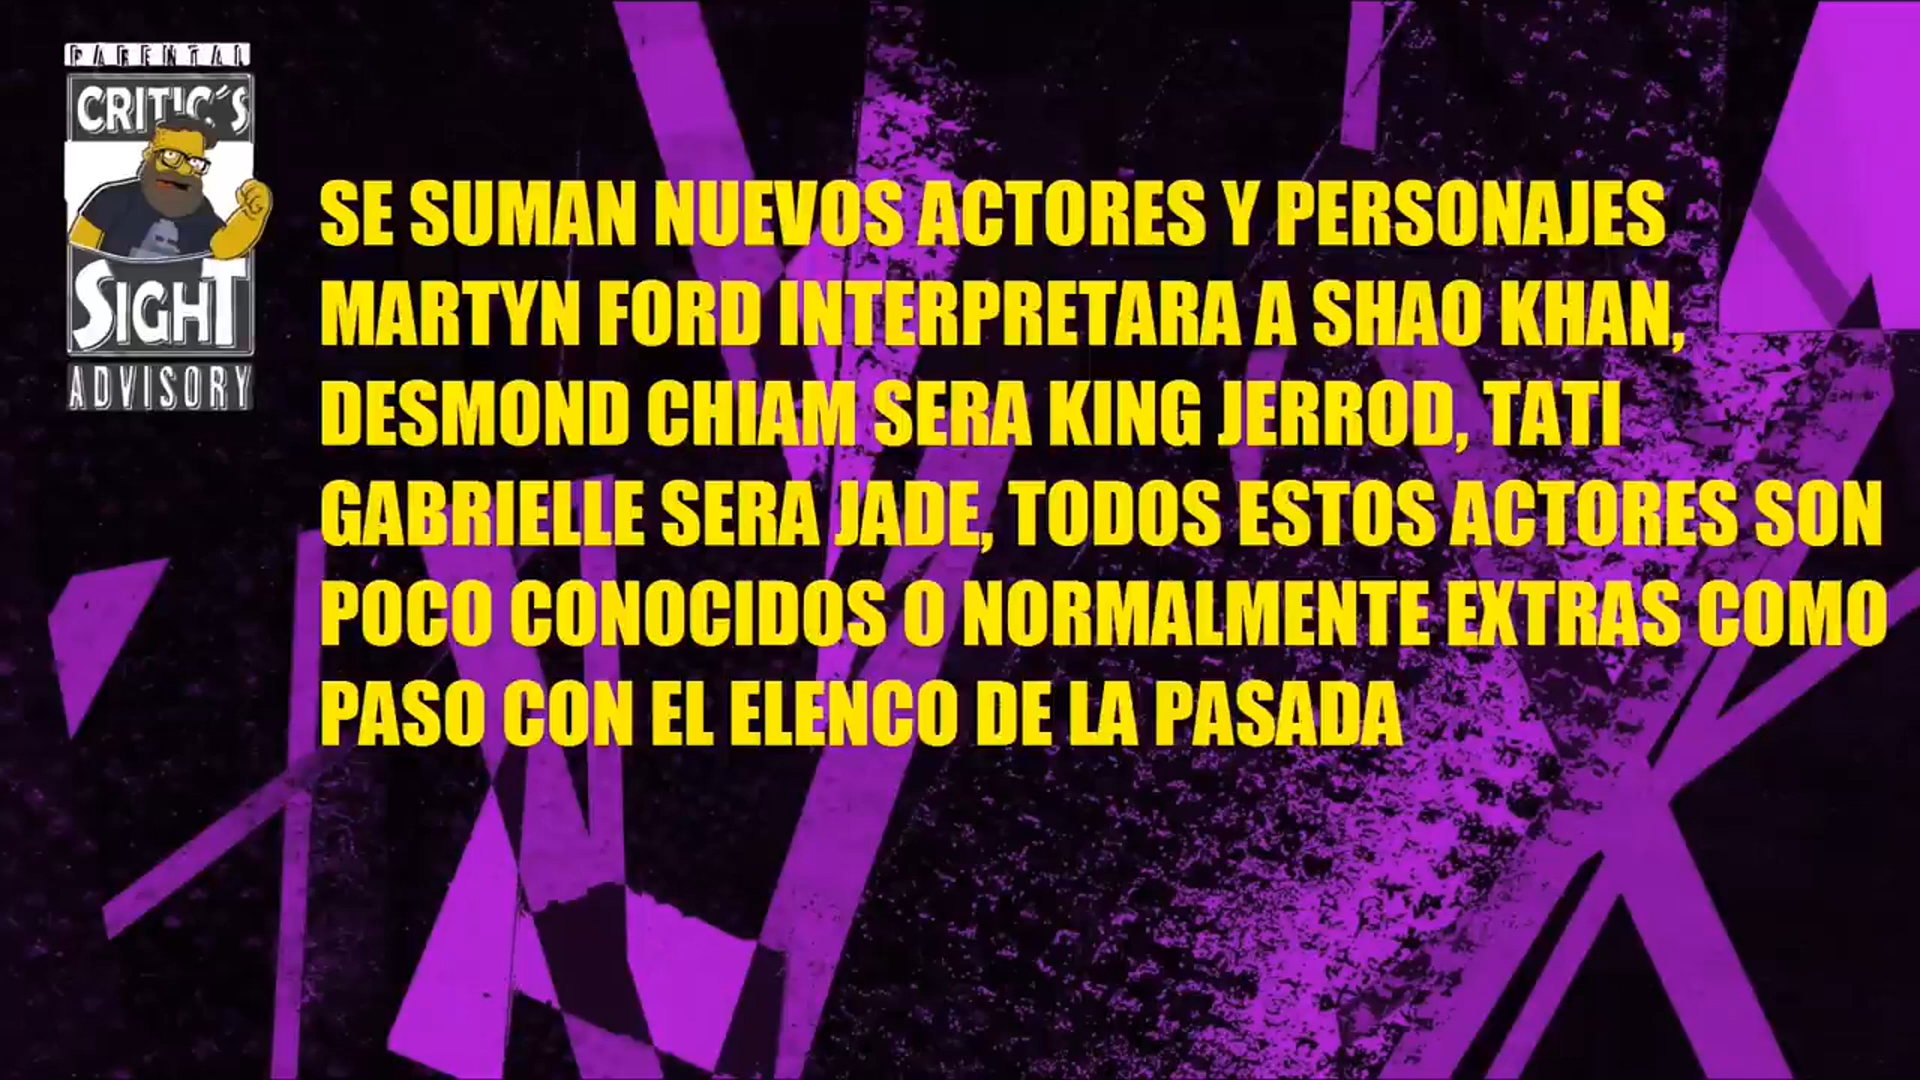 PARENTAL
CRITIC´S
SIGHT
ADVISORY
SE SUMAN NUEVOS ACTORES Y PERSONAJES
MARTYN FORD INTERPRETARA A SHAO KHAN,
DESMOND CHIAM SERA KING JERROD, TATI
GABRIELLE SERA JADE, TODOS ESTOS ACTORES SON
POCO CONOCIDOS O NORMALMENTE EXTRAS COMO
PASO CON EL ELENCO DE LA PASADA